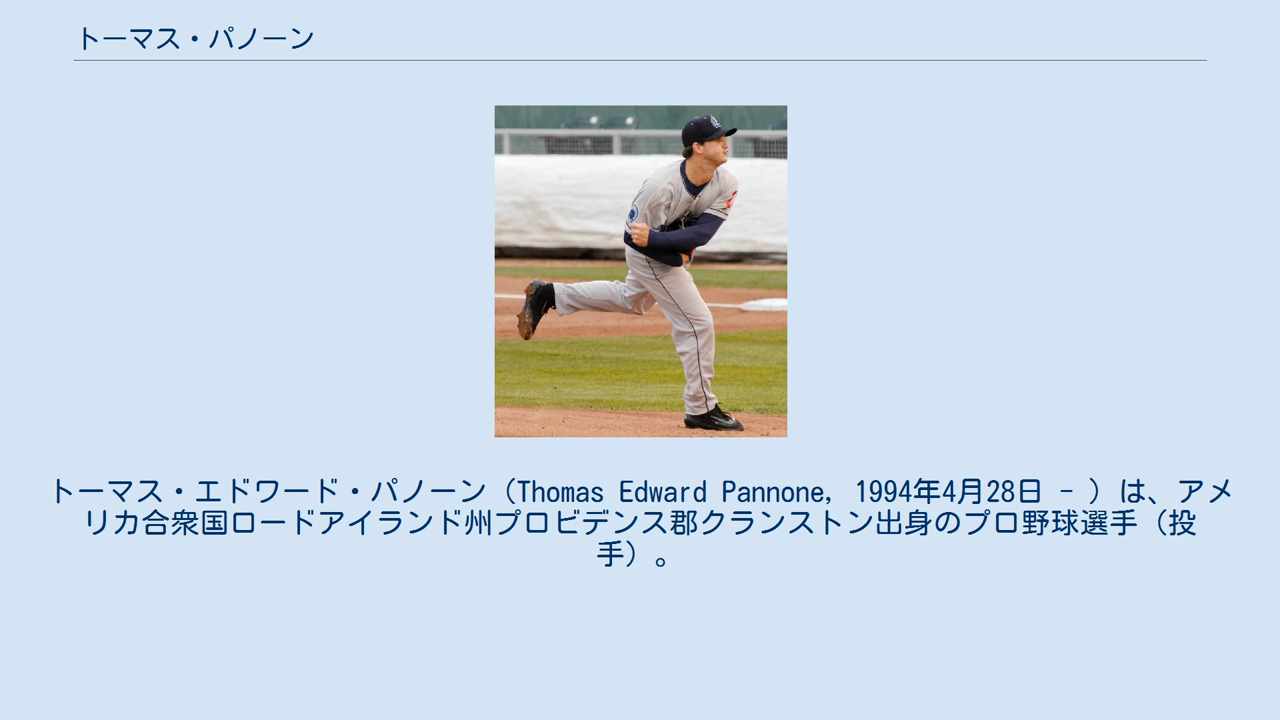 トーマス・パノーン
トーマス・エドワード・パノーン（Thomas Edward Pannone, 1994年4月28日 - ）は、アメ
リカ合衆国ロードアイランド州プロビデンス郡クランストン出身のプロ野球選手（投
手）。